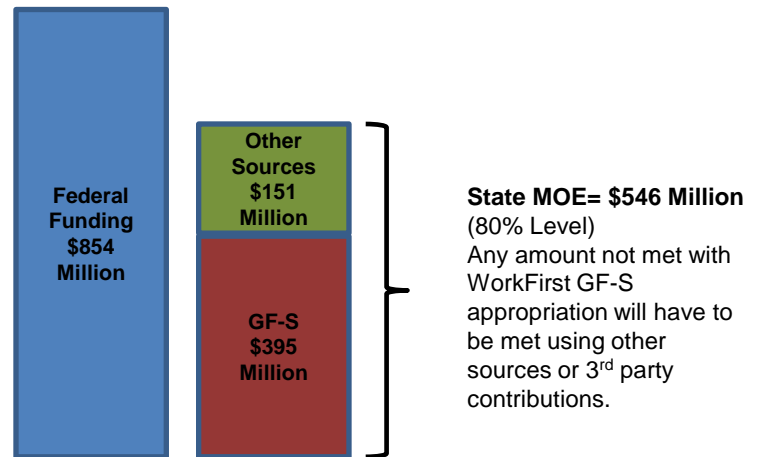 Federal
Funding
$854
Million
Other
Sources
$151
Million
GF-S
$395
Million
State MOE= $546 Million
(80% Level)
Any amount not met with
WorkFirst GF-S
appropriation will have to
be met using other
sources or 3rd party
contributions.